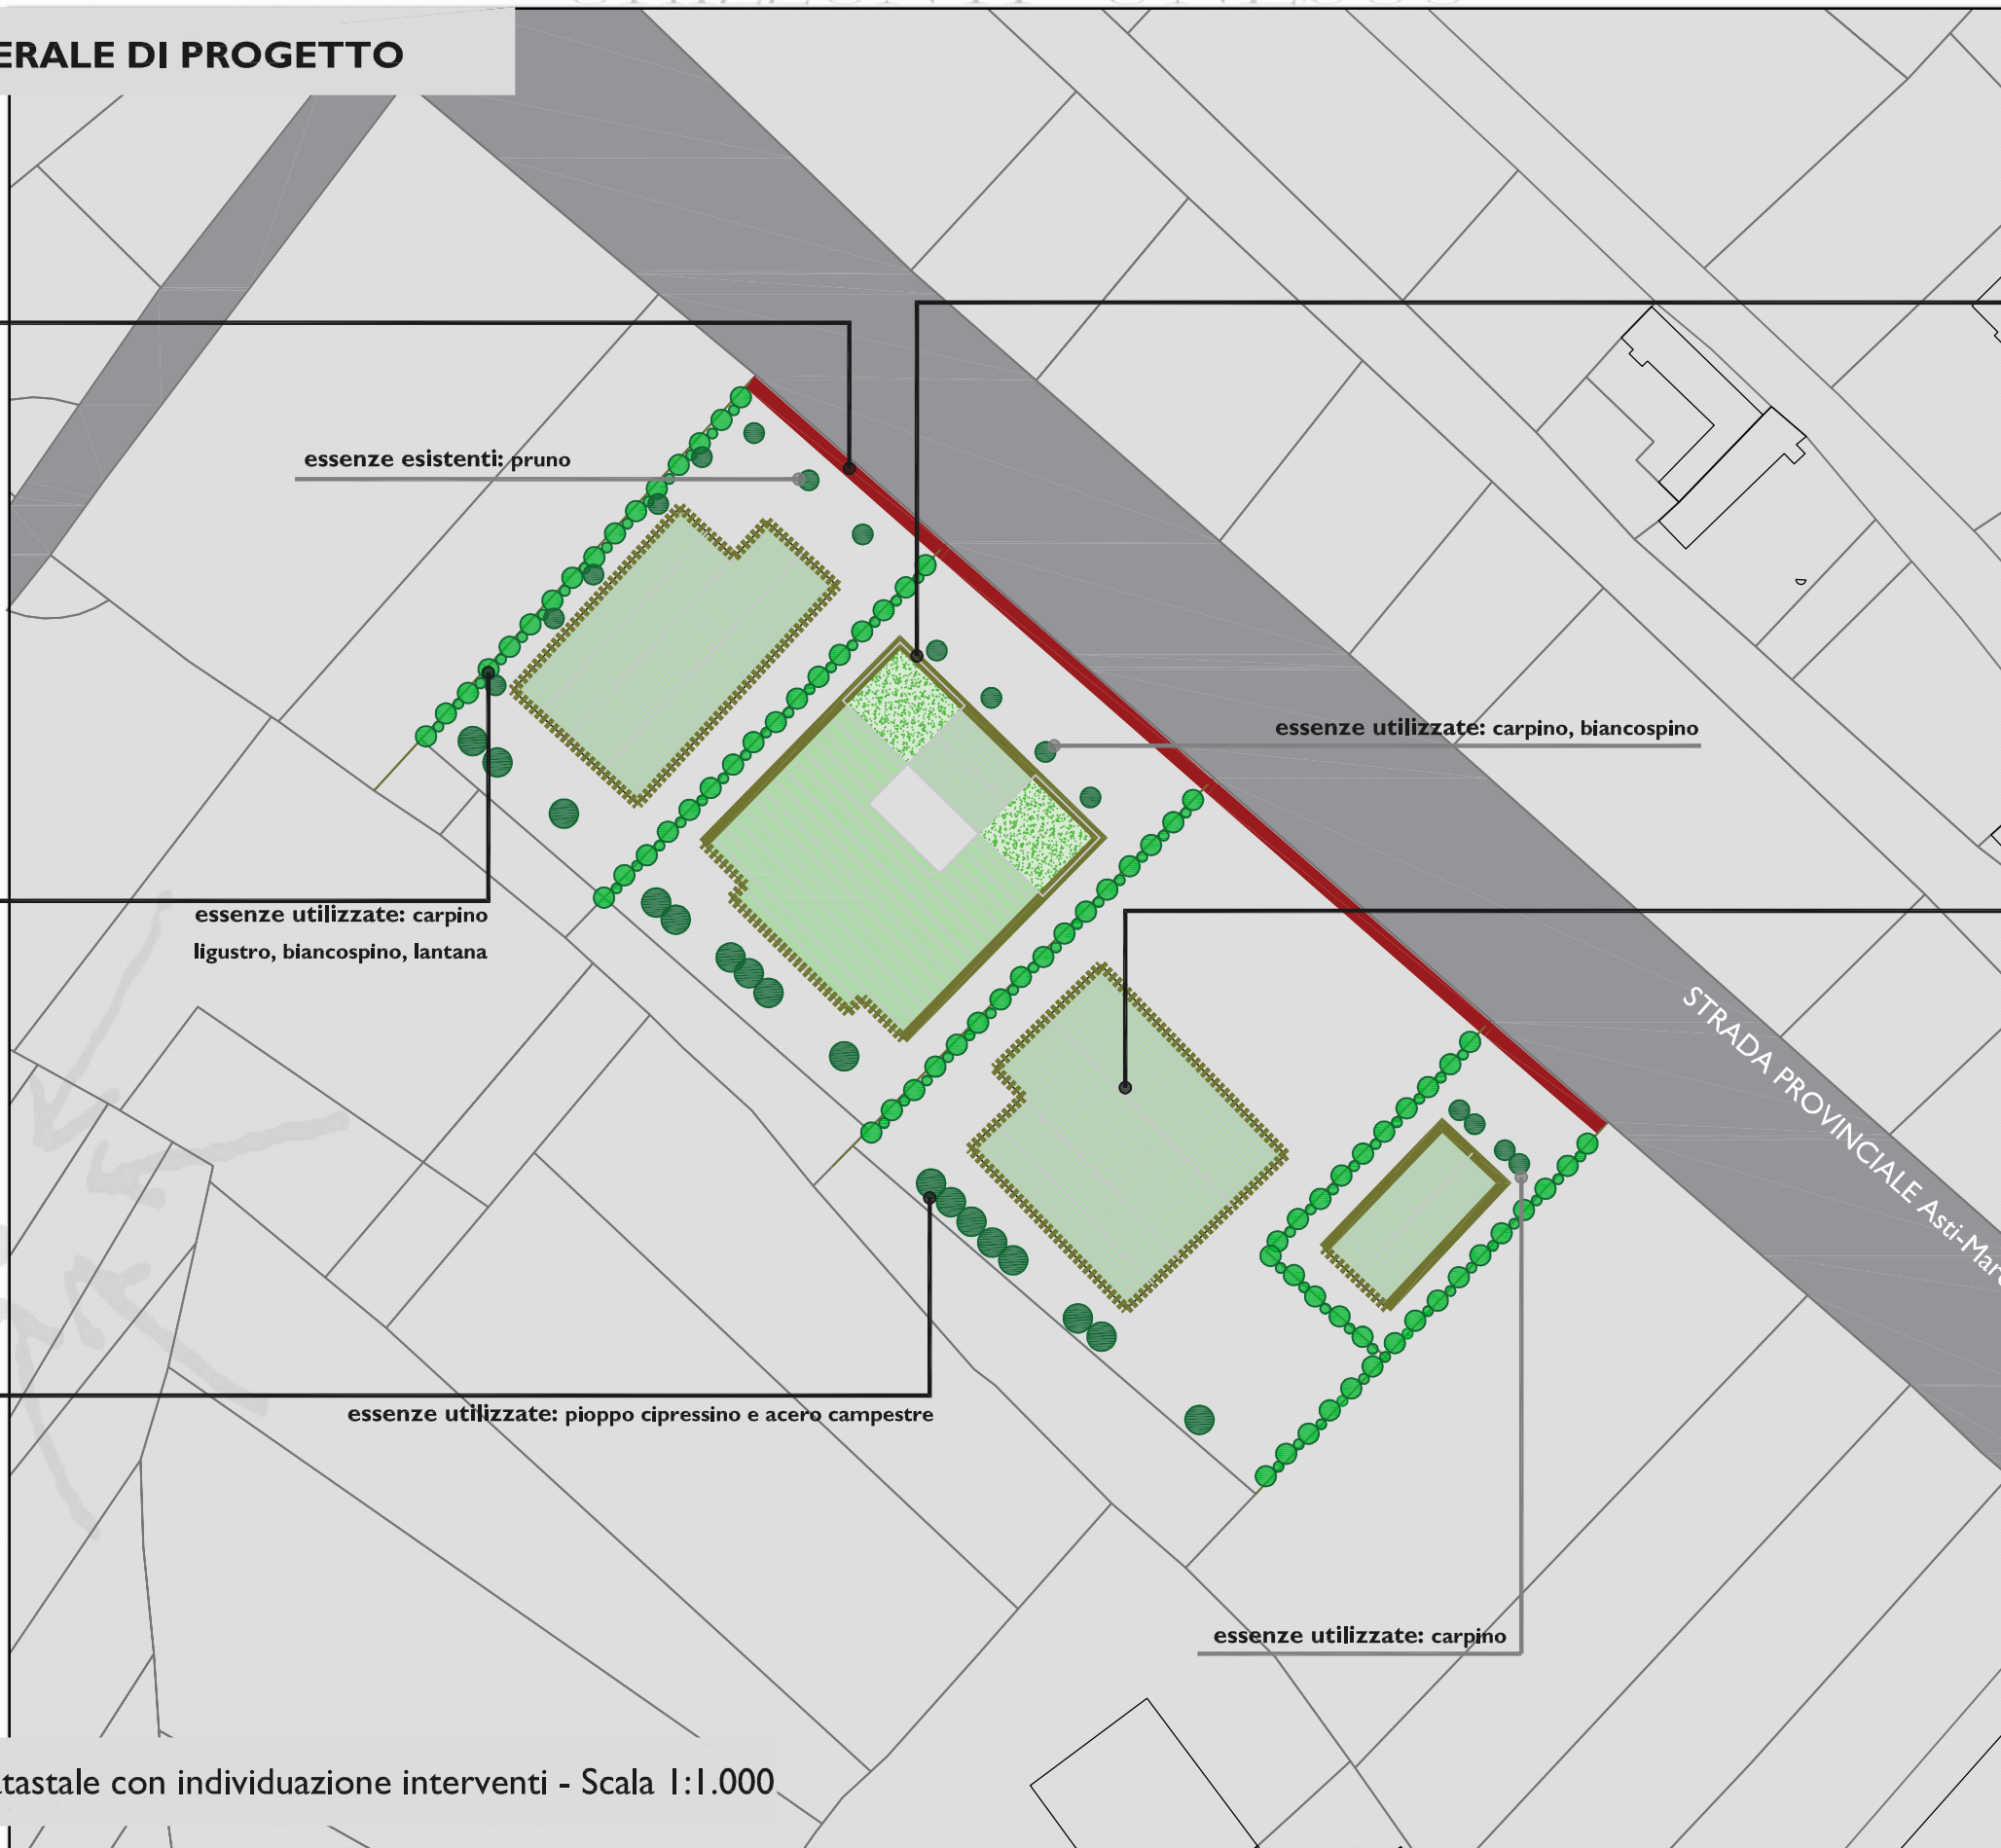 ERALE DI PROGETTO
essenze esistenti: pruno
essenze utilizzate: carpino, biancospino
essenze utilizzate: carpino
ligustro, biancospino, lantana
STRADA PROVINCIALE Asti-Mare
essenze utilizzate: pioppo cipressino e acero campestre
essenze utilizzate: carpino
tastale con individuazione interventi - Scala 1:1.000